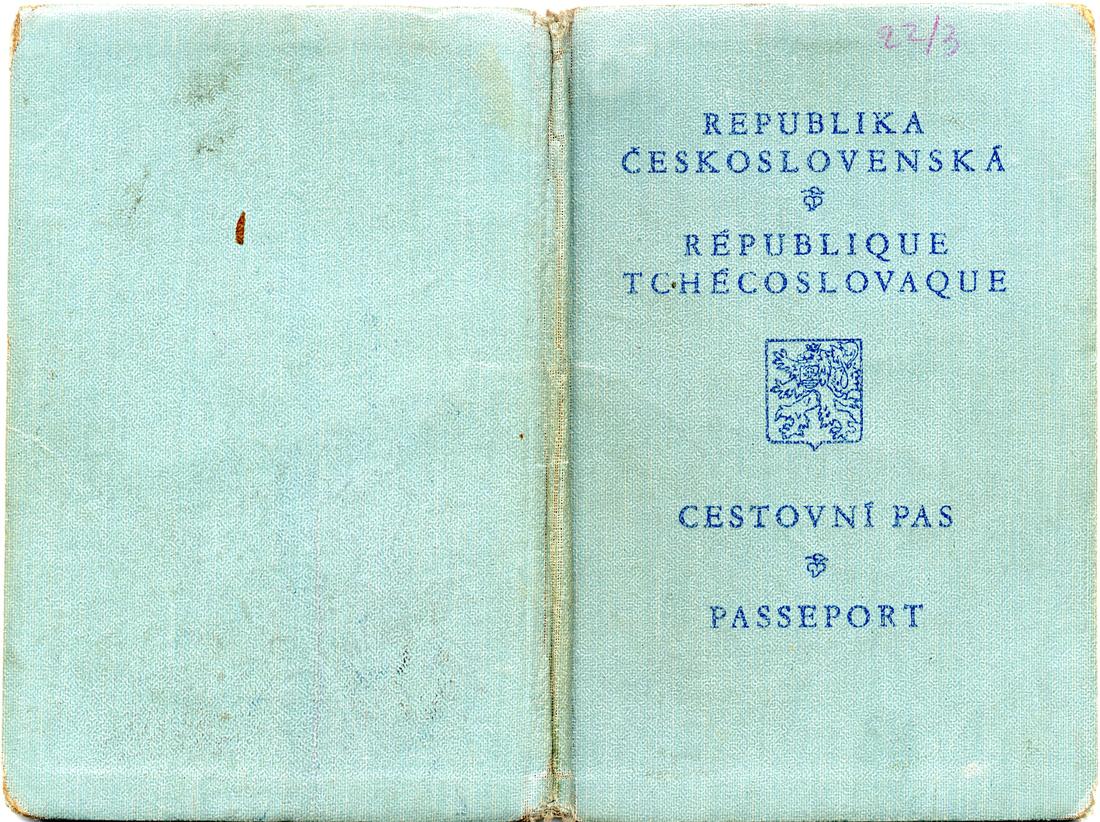 22/3
REPUBLIKA
ČESKOSLOVENSKÁ
RÉPUBLIQUE
TCHÉCOSLOVAQUE
CESTOVNÍ PAS
PASSEPORT